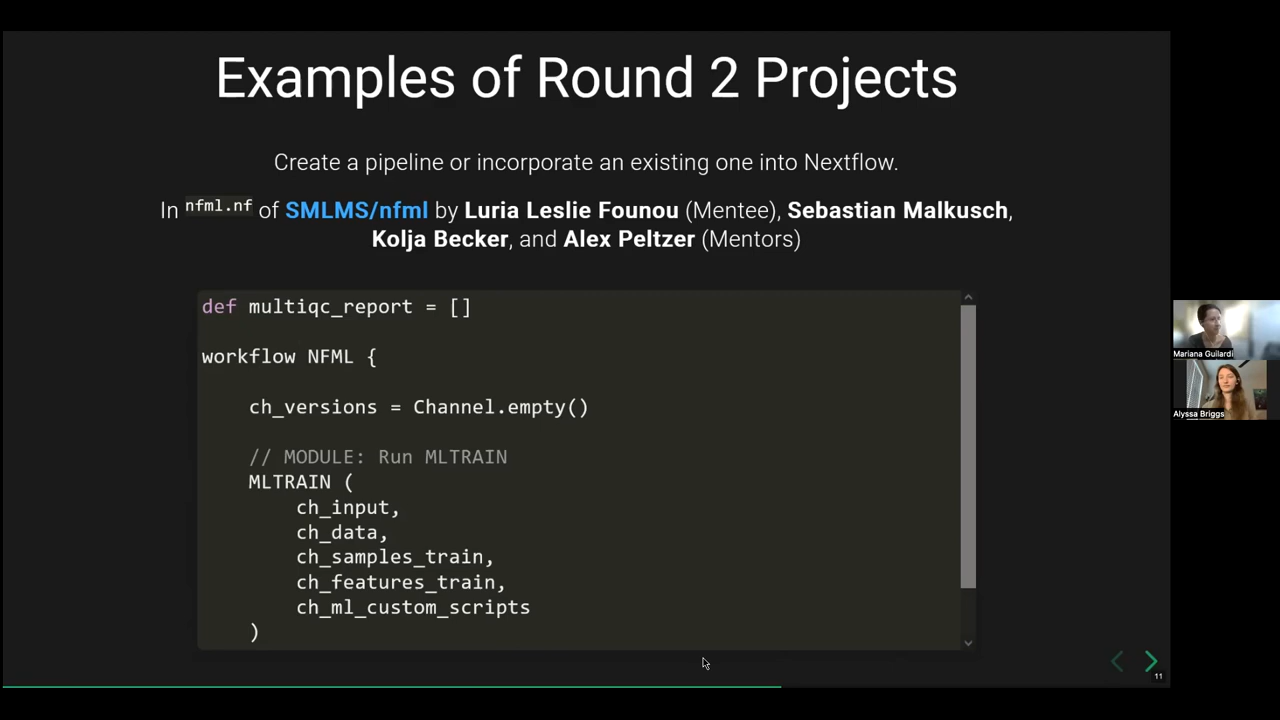 Examples of Round 2 Projects
Create a pipeline or incorporate an existing one into Nextflow.
In nfml.nf of SMLMS/nfml by Luria Leslie Founou (Mentee), Sebastian Malkusch,
Kolja Becker, and Alex Peltzer (Mentors)
def multiqc_report = []
workflow NFML {
ch_versions = Channel.empty()
// MODULE: Run MLTRAIN
MLTRAIN (
ch_input,
ch_data,
ch_samples_train,
ch_features_train,
ch_ml_custom_scripts
)
Mariana Guilardi
Alyssa Briggs
11